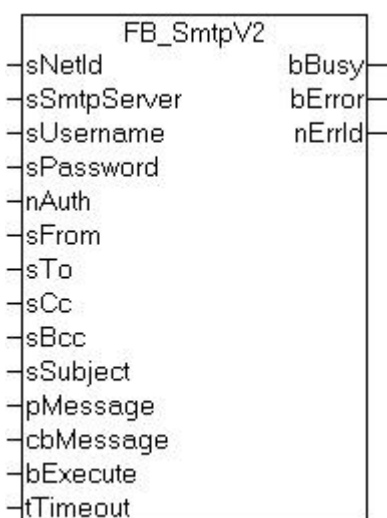 FB_SmtpV2
sNetId bBusy
sSmtpServer bError
sUsername nErrId
sPassword
nAuth
sFrom
sTo
sCc
sBcc
sSubject
pMessage
cbMessage
bExecute
tTimeout